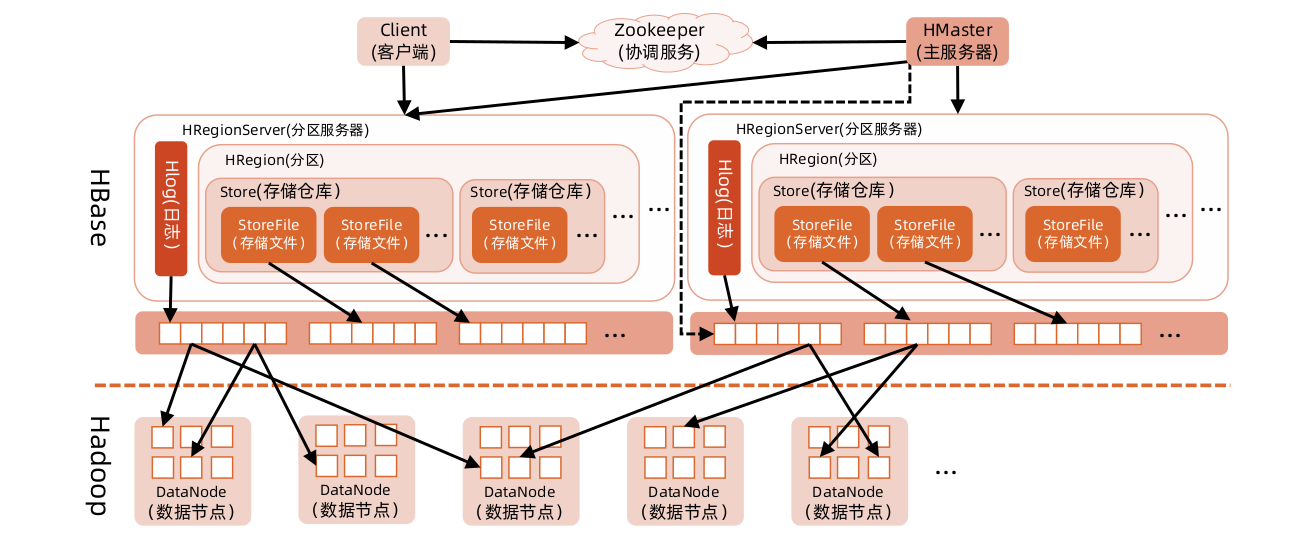 Client
(客户端)
Zookeeper
(协调服务)
HMaster
(主服务器)
HBase
HRegionServer(分区服务器)
Hlog(日志)
HRegion(分区)
Store(存储仓库)
StoreFile
(存储文件)
StoreFile
(存储文件)
...
Store(存储仓库)
StoreFile
(存储文件)
...
...
...
HRegionServer(分区服务器)
Hlog(日志)
HRegion(分区)
Store(存储仓库)
StoreFile
(存储文件)
StoreFile
(存储文件)
...
Store(存储仓库)
StoreFile
(存储文件)
...
...
...
...
...
Hadoop
DataNode
(数据节点)
DataNode
(数据节点)
DataNode
(数据节点)
DataNode
(数据节点)
DataNode
(数据节点)
...